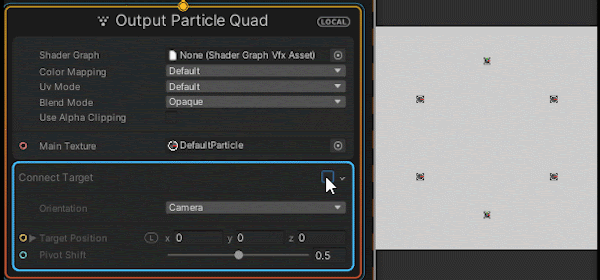 Output Particle Quad LOCAL
Shader Graph None (Shader Graph Vfx Asset)
Color Mapping Default
Uv Mode Default
Blend Mode Opaque
Use Alpha Clipping
Main Texture DefaultParticle
Connect Target
Orientation Camera
Target Position L x 0 y 0 z 0
Pivot Shift 0.5